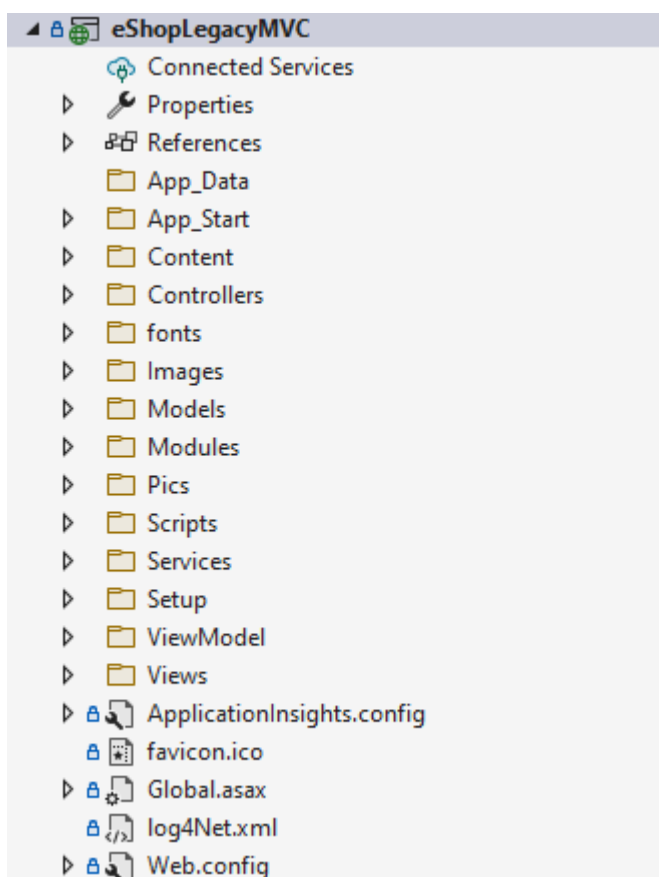 eShopLegacyMVC
Connected Services
Properties
References
App_Data
App_Start
Content
Controllers
fonts
Images
Models
Modules
Pics
Scripts
Services
Setup
ViewModel
Views
ApplicationInsights.config
favicon.ico
Global.asax
log4Net.xml
Web.config